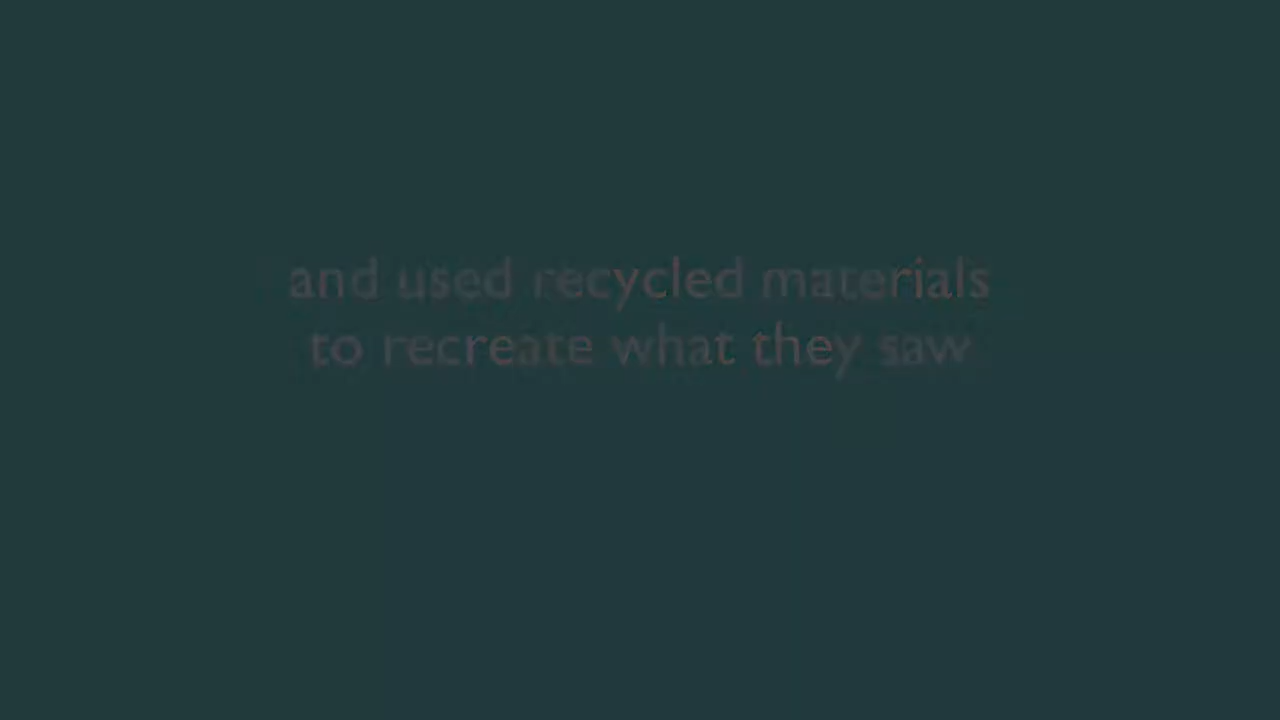 and used recycled materials
to recreate what they saw